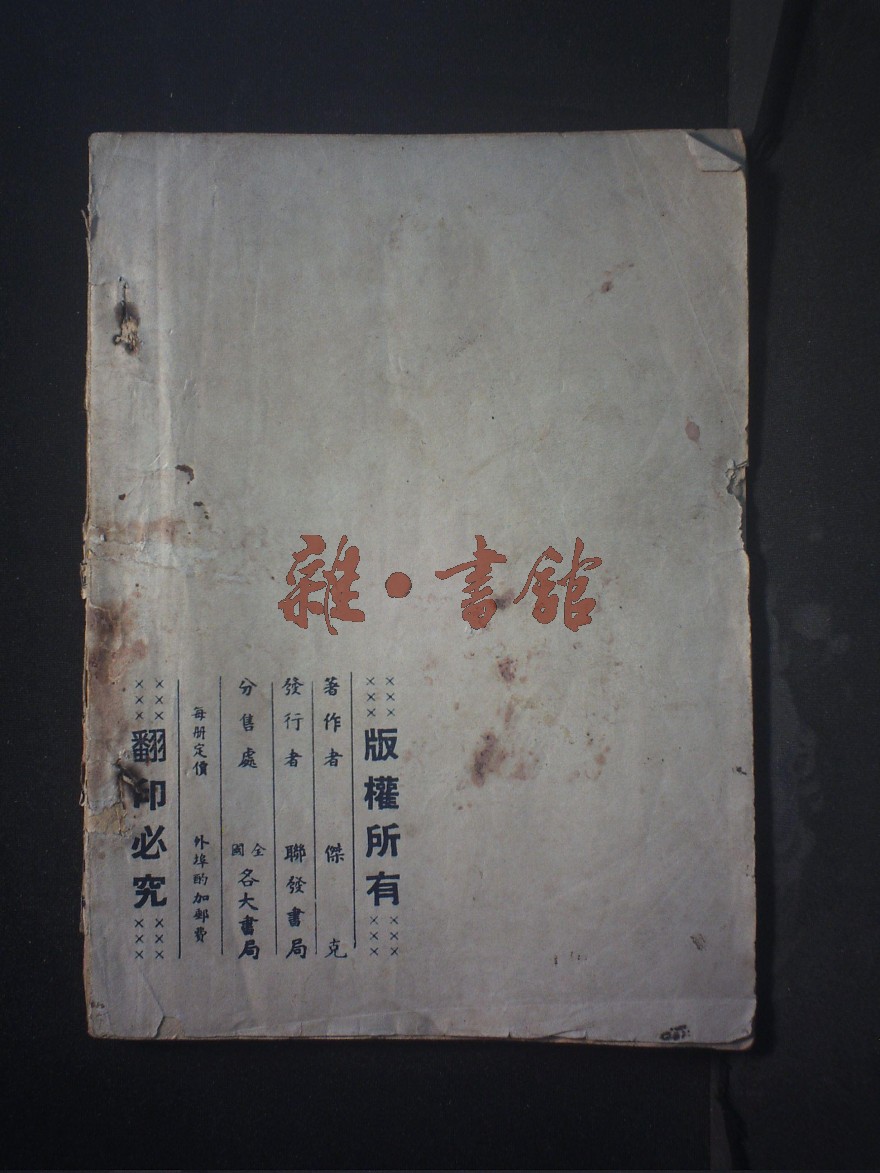 雜·書館
×××版權所有×××
著作者 傑克
發行者 聯發書局
分售處 全國各大書局
每册定價 外埠酌加郵費
×××翻印必究×××